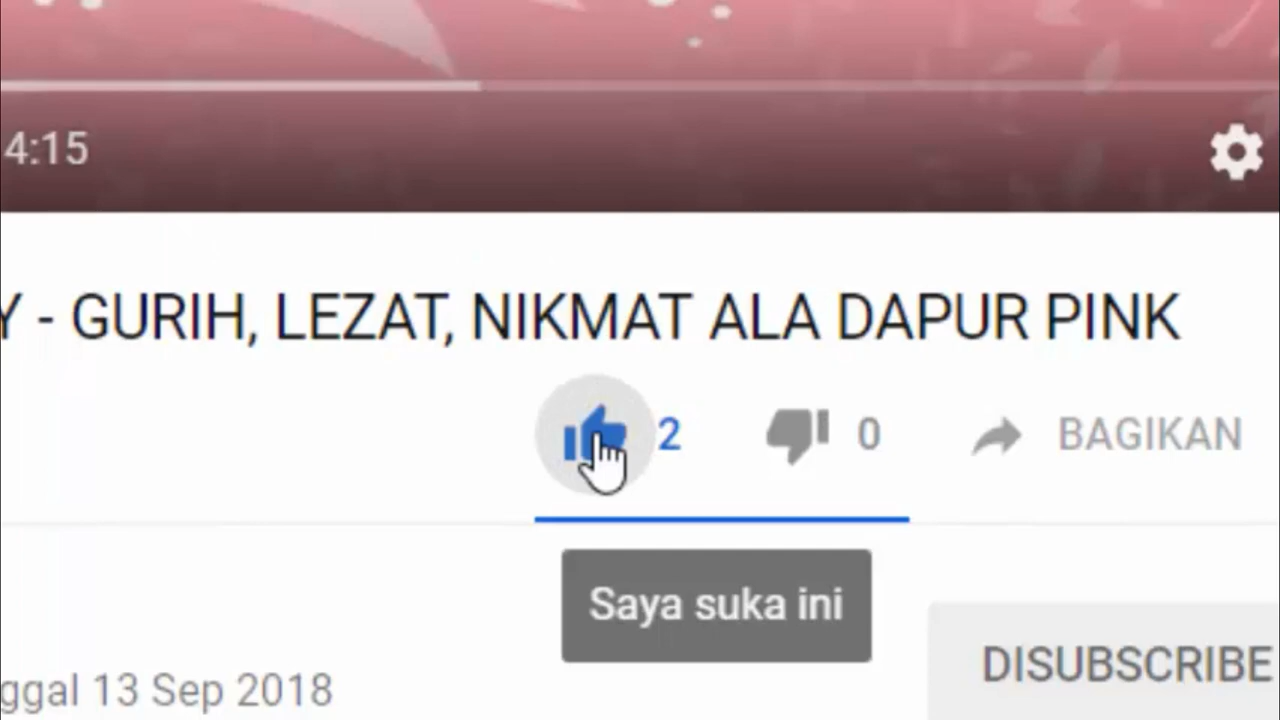 4:15
Y - GURIH, LEZAT, NIKMAT ALA DAPUR PINK
2 0 BAGIKAN
Saya suka ini
DISUBSCRIBE
ggal 13 Sep 2018